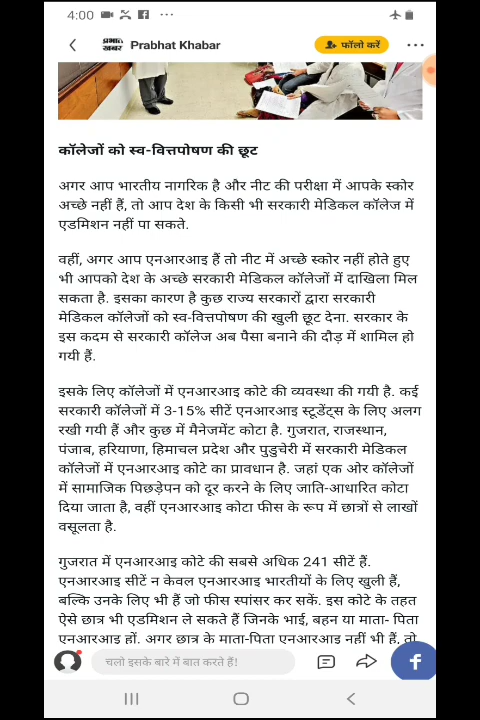 4:00
प्रभात
खबर
Prabhat Khabar
फॉलो करें
कॉलेजों को स्व-वित्तपोषण की छूट
अगर आप भारतीय नागरिक है और नीट की परीक्षा में आपके स्कोर
अच्छे नहीं हैं, तो आप देश के किसी भी सरकारी मेडिकल कॉलेज में
एडमिशन नहीं पा सकते.
वहीं, अगर आप एनआरआइ हैं तो नीट में अच्छे स्कोर नहीं होते हुए
भी आपको देश के अच्छे सरकारी मेडिकल कॉलेजों में दाखिला मिल
सकता है. इसका कारण है कुछ राज्य सरकारों द्वारा सरकारी
मेडिकल कॉलेजों को स्व-वित्तपोषण की खुली छूट देना. सरकार के
इस कदम से सरकारी कॉलेज अब पैसा बनाने की दौड़ में शामिल हो
गयी हैं.
इसके लिए कॉलेजों में एनआरआइ कोटे की व्यवस्था की गयी है. कई
सरकारी कॉलेजों में 3-15% सीटें एनआरआइ स्टूडेंट्स के लिए अलग
रखी गयी हैं और कुछ में मैनेजमेंट कोटा है. गुजरात, राजस्थान,
पंजाब, हरियाणा, हिमाचल प्रदेश और पुडुचेरी में सरकारी मेडिकल
कॉलेजों में एनआरआइ कोटे का प्रावधान है. जहां एक ओर कॉलेजों
में सामाजिक पिछड़ेपन को दूर करने के लिए जाति-आधारित कोटा
दिया जाता है, वहीं एनआरआइ कोटा फीस के रूप में छात्रों से लाखों
वसूलता है.
गुजरात में एनआरआइ कोटे की सबसे अधिक 241 सीटें हैं.
एनआरआइ सीटें न केवल एनआरआइ भारतीयों के लिए खुली हैं,
बल्कि उनके लिए भी हैं जो फीस स्पांसर कर सकें. इस कोटे के तहत
ऐसे छात्र भी एडमिशन ले सकते हैं जिनके भाई, बहन या माता- पिता
एनआरआइ हों. अगर छात्र के माता-पिता एनआरआइ नहीं भी हैं, तो
चलो इसके बारे में बात करते हैं!